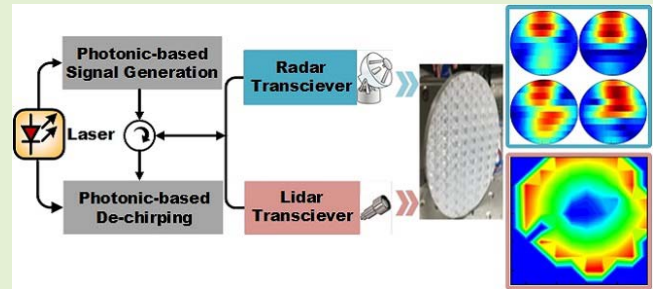 Photonic-based
Signal Generation
Radar
Transciever
Laser
Photonic-based
De-chirping
Lidar
Transciever